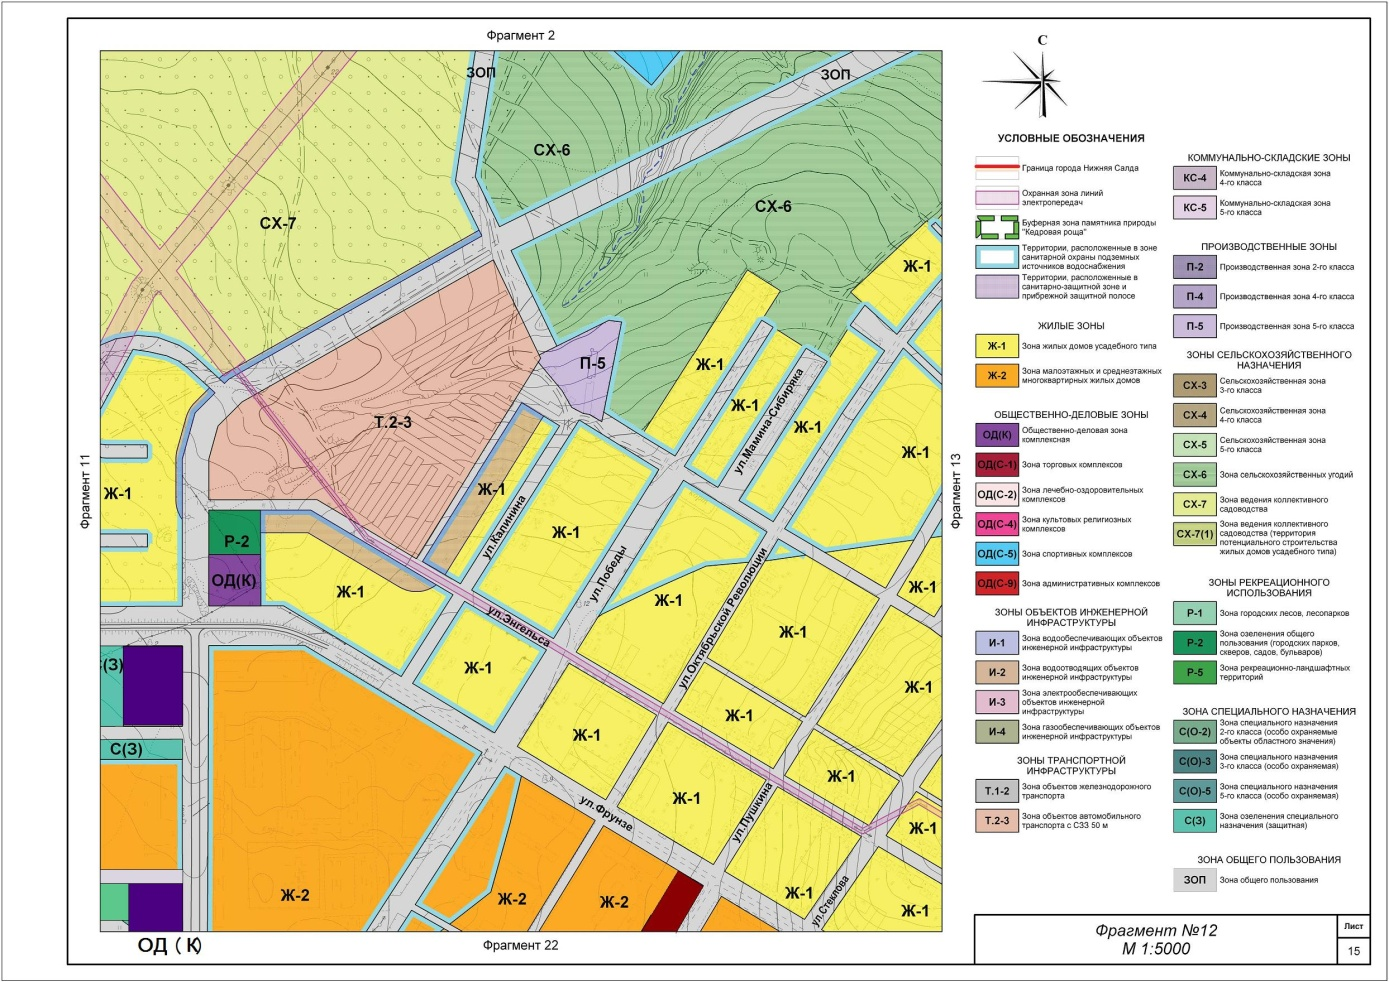 Фрагмент 2
ЗОП
ЗОП
СХ-6
СХ-6
СХ-7
Ж-1
П-5
Ж-1
Ж-1
Ж-1
ул.Мамина-Сибиряка
Т.2-3
Ж-1
Фрагмент 11
Фрагмент 13
Ж-1
Ж-1
ул.Калинина
Ж-1
Р-2
ОД(К)
ул.Победы
Ж-1
Ж-1
Ж-1
ул.Октябрьской Революции
ул.Энгельса
Ж-1
(З)
Ж-1
Ж-1
Ж-1
Ж-1
С(З)
Ж-1
Ж-1
ул.Фрунзе
ул.Пушкина
Ж-1
Ж-2
Ж-2
Ж-2
Ж-1
ул.Стеклова
Ж-1
ОД ( К)
Фрагмент 22
С
УСЛОВНЫЕ ОБОЗНАЧЕНИЯ
Граница города Нижняя Салда
Охранная зона линий
электропередач
Буферная зона памятника природы
"Кедровая роща"
Территории, расположенные в зоне
санитарной охраны подземных
источников водоснабжения
Территории, расположенные в
санитарно-защитной зоне и
прибрежной защитной полосе
ЖИЛЫЕ ЗОНЫ
Ж-1 Зона жилых домов усадебного типа
Ж-2 Зона малоэтажных и среднеэтажных
многоквартирных жилых домов
ОБЩЕСТВЕННО-ДЕЛОВЫЕ ЗОНЫ
ОД(К) Общественно-деловая зона
комплексная
ОД(С-1) Зона торговых комплексов
ОД(С-2) Зона лечебно-оздоровительных
комплексов
ОД(С-4) Зона культовых религиозных
комплексов
ОД(С-5) Зона спортивных комплексов
ОД(С-9) Зона административных комплексов
ЗОНЫ ОБЪЕКТОВ ИНЖЕНЕРНОЙ
ИНФРАСТРУКТУРЫ
И-1 Зона водообеспечивающих объектов
инженерной инфраструктуры
И-2 Зона водоотводящих объектов
инженерной инфраструктуры
И-3 Зона электрообеспечивающих
объектов инженерной
инфраструктуры
И-4 Зона газообеспечивающих объектов
инженерной инфраструктуры
ЗОНЫ ТРАНСПОРТНОЙ
ИНФРАСТРУКТУРЫ
Т.1-2 Зона объектов железнодорожного
транспорта
Т.2-3 Зона объектов автомобильного
транспорта с СЗЗ 50 м
КОММУНАЛЬНО-СКЛАДСКИЕ ЗОНЫ
КС-4 Коммунально-складская зона
4-го класса
КС-5 Коммунально-складская зона
5-го класса
ПРОИЗВОДСТВЕННЫЕ ЗОНЫ
П-2 Производственная зона 2-го класса
П-4 Производственная зона 4-го класса
П-5 Производственная зона 5-го класса
ЗОНЫ СЕЛЬСКОХОЗЯЙСТВЕННОГО
НАЗНАЧЕНИЯ
СХ-3 Сельскохозяйственная зона
3-го класса
СХ-4 Сельскохозяйственная зона
4-го класса
СХ-5 Сельскохозяйственная зона
5-го класса
СХ-6 Зона сельскохозяйственных угодий
СХ-7 Зона ведения коллективного
садоводства
СХ-7(1) Зона ведения коллективного
садоводства (территория
потенциального строительства
жилых домов усадебного типа)
ЗОНЫ РЕКРЕАЦИОННОГО
ИСПОЛЬЗОВАНИЯ
Р-1 Зона городских лесов, лесопарков
Р-2 Зона озеленения общего
пользования (городских парков,
скверов, садов, бульваров)
Р-5 Зона рекреационно-ландшафтных
территорий
ЗОНА СПЕЦИАЛЬНОГО НАЗНАЧЕНИЯ
С(О-2) Зона специального назначения
2-го класса (особо охраняемые
объекты областного значения)
С(О)-3 Зона специального назначения
3-го класса (особо охраняемая)
С(О)-5 Зона специального назначения
5-го класса (особо охраняемая)
С(З) Зона озеленения специального
назначения (защитная)
ЗОНА ОБЩЕГО ПОЛЬЗОВАНИЯ
ЗОП Зона общего пользования
Фрагмент №12
М 1:5000
Лист
15